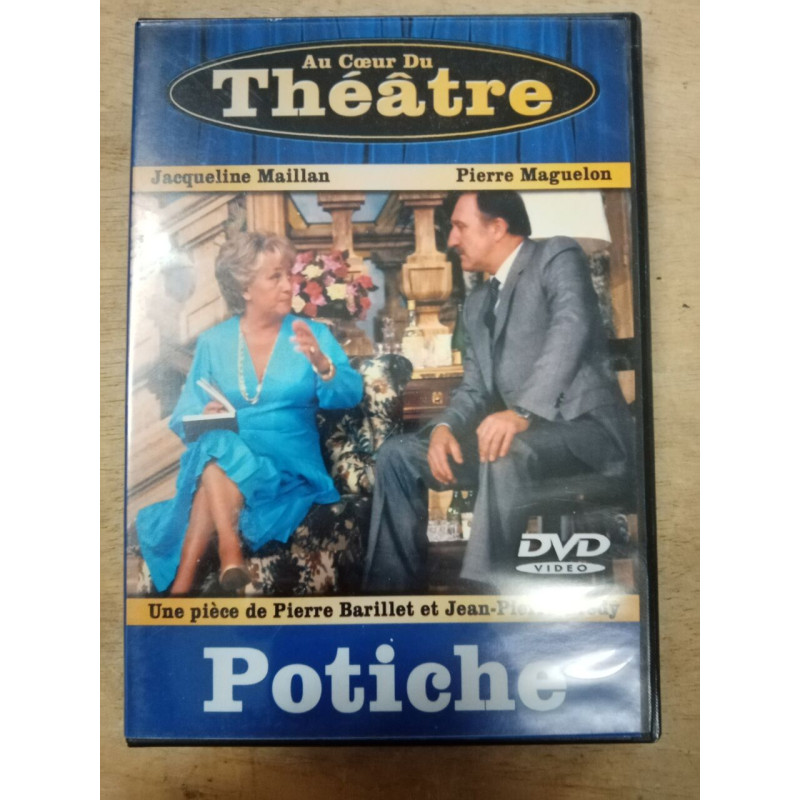 Au Cœur Du
Théâtre
Jacqueline Maillan Pierre Maguelon
DVD
VIDEO
Une pièce de Pierre Barillet et
Potiche